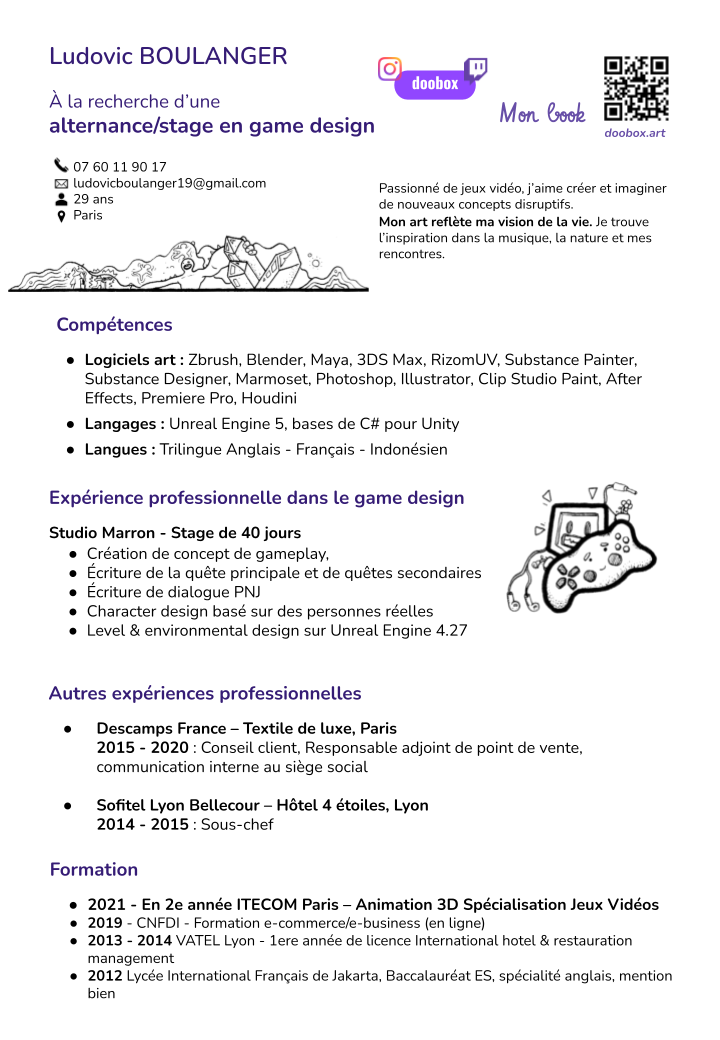 Ludovic BOULANGER
À la recherche d'une
alternance/stage en game design
doobox
Mon book
doobox.art
07 60 11 90 17
ludovicboulanger19@gmail.com
29 ans
Paris
Passionné de jeux vidéo, j'aime créer et imaginer
de nouveaux concepts disruptifs.
Mon art reflète ma vision de la vie. Je trouve
l'inspiration dans la musique, la nature et mes
rencontres.
Compétences
● Logiciels art : Zbrush, Blender, Maya, 3DS Max, RizomUV, Substance Painter,
Substance Designer, Marmoset, Photoshop, Illustrator, Clip Studio Paint, After
Effects, Premiere Pro, Houdini
● Langages : Unreal Engine 5, bases de C# pour Unity
● Langues : Trilingue Anglais - Français - Indonésien
Expérience professionnelle dans le game design
Studio Marron - Stage de 40 jours
● Création de concept de gameplay,
● Écriture de la quête principale et de quêtes secondaires
● Écriture de dialogue PNJ
● Character design basé sur des personnes réelles
● Level & environmental design sur Unreal Engine 4.27
Autres expériences professionnelles
● Descamps France – Textile de luxe, Paris
2015 - 2020 : Conseil client, Responsable adjoint de point de vente,
communication interne au siège social
● Sofitel Lyon Bellecour – Hôtel 4 étoiles, Lyon
2014 - 2015 : Sous-chef
Formation
● 2021 - En 2e année ITECOM Paris – Animation 3D Spécialisation Jeux Vidéos
● 2019 - CNFDI - Formation e-commerce/e-business (en ligne)
● 2013 - 2014 VATEL Lyon - 1ere année de licence International hotel & restauration
management
● 2012 Lycée International Français de Jakarta, Baccalauréat ES, spécialité anglais, mention
bien